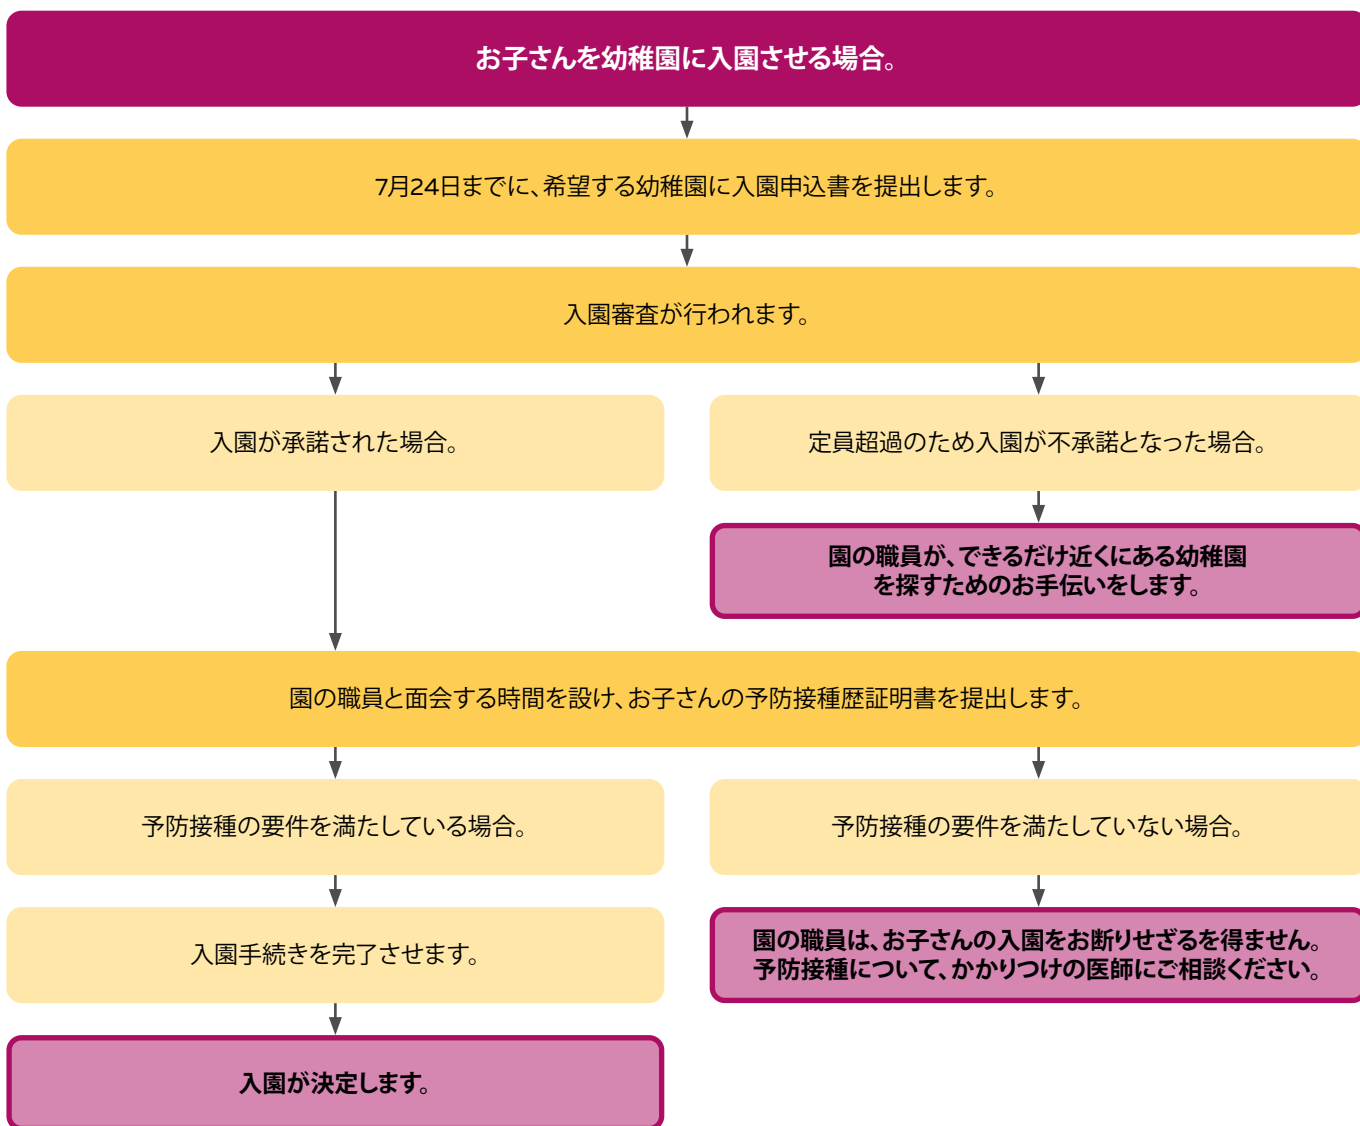 お子さんを幼稚園に入園させる場合。
7月24日までに、希望する幼稚園に入園申込書を提出します。
入園審査が行われます。
入園が承諾された場合。
定員超過のため入園が不承諾となった場合。
園の職員が、できるだけ近くにある幼稚園
を探すためのお手伝いをします。
園の職員と面会する時間を設け、お子さんの予防接種歴証明書を提出します。
予防接種の要件を満たしている場合。
予防接種の要件を満たしていない場合。
入園手続きを完了させます。
園の職員は、お子さんの入園をお断りせざるを得ません。
予防接種について、かかりつけの医師にご相談ください。
入園が決定します。